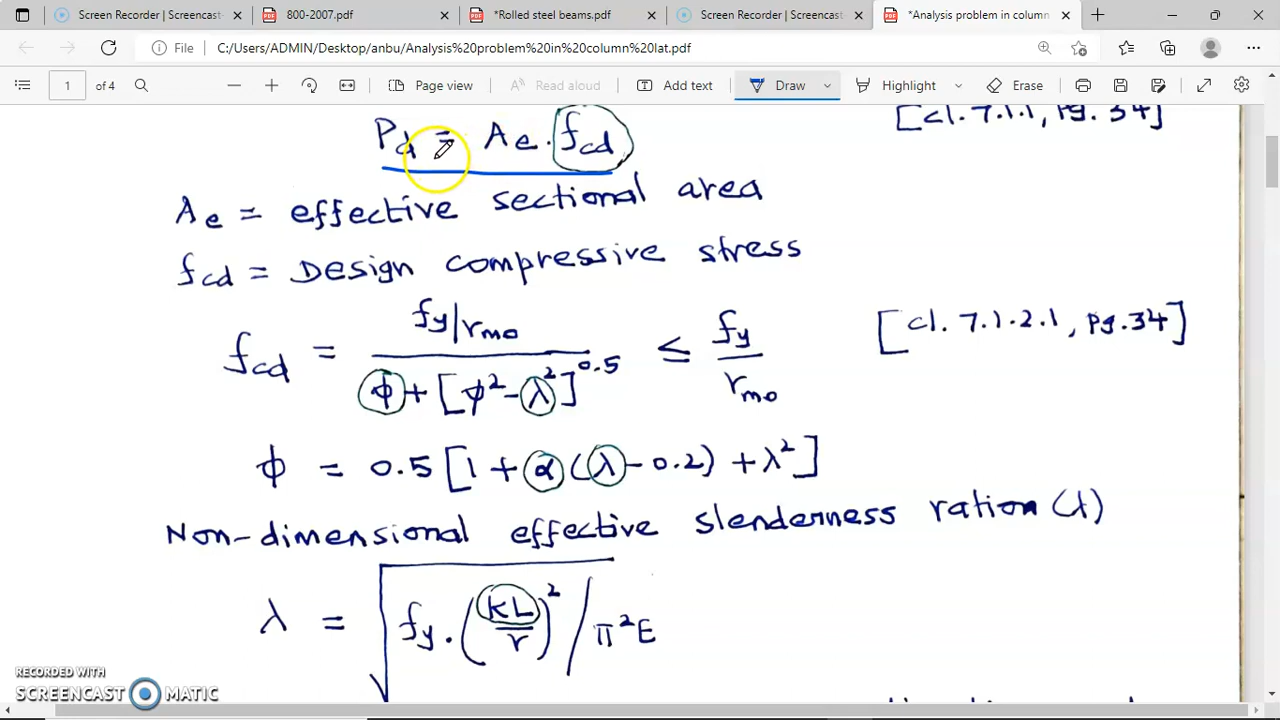 Screen Recorder | Screencast-
800-2007.pdf
*Rolled steel beams.pdf
Screen Recorder | Screencast-
*Analysis problem in column
File | C:/Users/ADMIN/Desktop/anbu/Analysis%20problem%20in%20column%20lat.pdf
1 of 4
Page view
Read aloud
Add text
Draw
Highlight
Erase
Pd = Ae . fcd [cl. 7.1.1, Pg. 34]
Ae = effective sectional area
fcd = Design compressive stress
fcd = fy/rmo / ϕ + [ϕ² - λ²]^0.5 ≤ fy / rmo [cl. 7.1.2.1, Pg. 34]
ϕ = 0.5 [1 + α (λ - 0.2) + λ²]
Non-dimensional effective slenderness ration (λ)
λ = √fy . (KL/r)² / π²E
RECORDED WITH
SCREENCAST MATIC